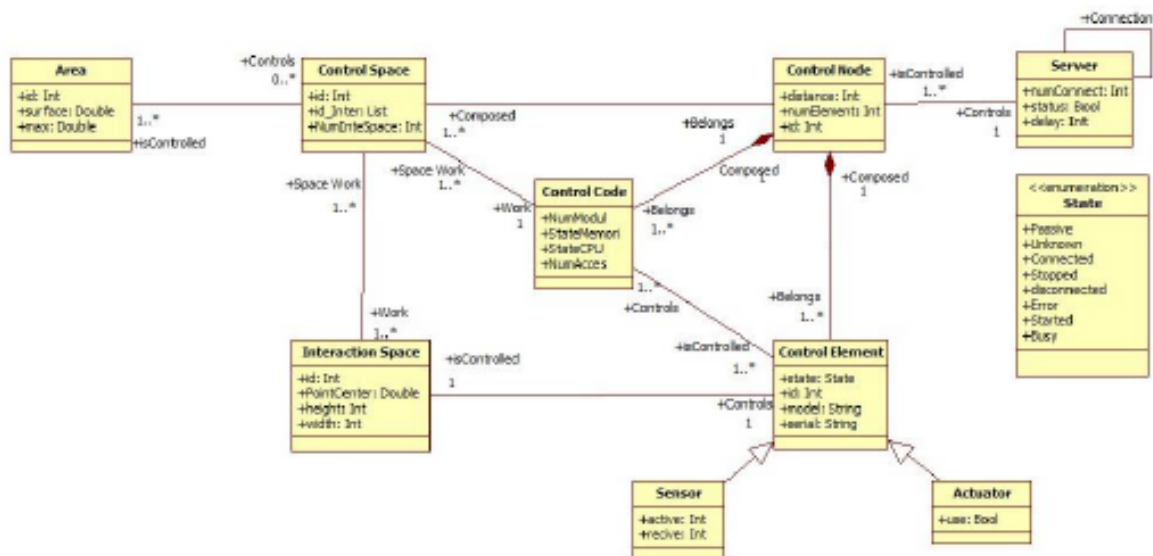 +Connection
Area
+id: Int
+surface: Double
+max: Double
+Controls
0..*
1..*
+isControlled
Control Space
+id: Int
+id_Inter: List
+NumInteSpace: Int
+Composed
1..*
+Belongs
1
Control Node
+distance: Int
+numElement: Int
+id: Int
+isControlled
1..*
+Controls
1
Server
+numConnect: Int
+status: Bool
+delay: Int
+Space Work
1..*
+Space Work
1..*
+Work
1
Control Code
+NumModul
+StateMemori
+StateCPU
+NumAcces
Composed
1
+Belongs
1..*
+Composed
1
<<enumeration>>
State
+Passive
+Unknown
+Connected
+Stopped
+disconnected
+Error
+Started
+Busy
1..*
+Controls
+isControlled
1..*
+Belongs
1..*
+Work
1..*
Interaction Space
+id: Int
+PointCenter: Double
+height: Int
+width: Int
+isControlled
1
+Controls
1
Control Element
+state: State
+id: Int
+model: String
+serial: String
Sensor
+active: Int
+recive: Int
Actuator
+use: Bool